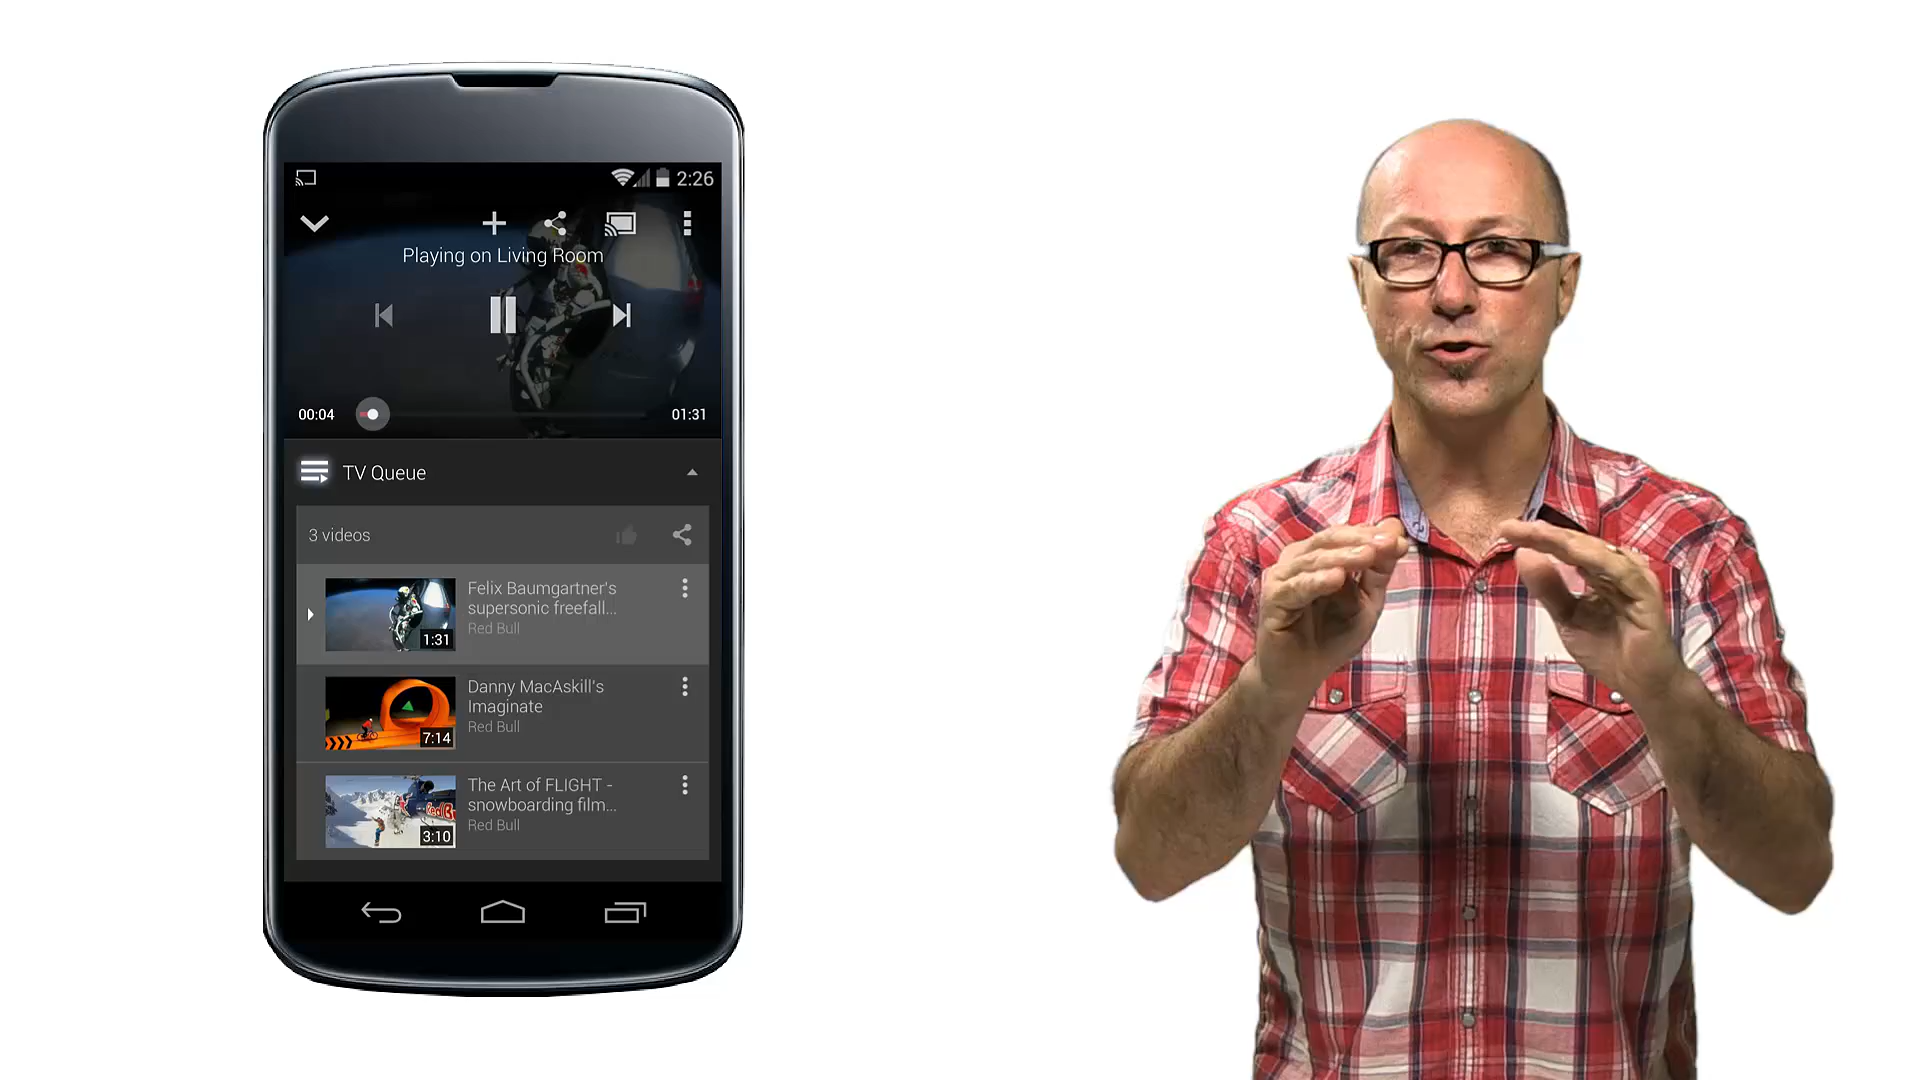 2:26
Playing on Living Room
00:04
01:31
TV Queue
3 videos
Felix Baumgartner's
supersonic freefall...
Red Bull
1:31
Danny MacAskill's
Imaginate
Red Bull
7:14
The Art of FLIGHT -
snowboarding film...
Red Bull
3:10
RedB